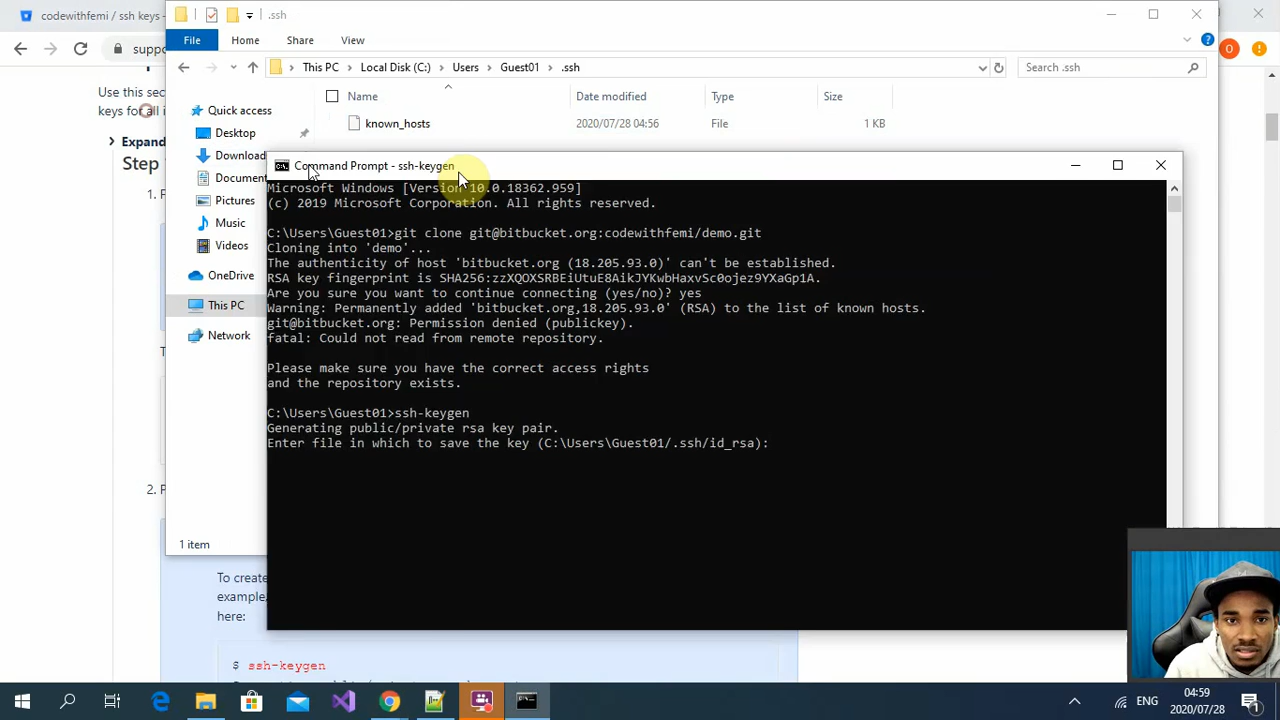 codewithfemi / ssh keys -
.ssh
File
Home
Share
View
This PC
Local Disk (C:)
Users
Guest01
.ssh
Search .ssh
suppo
O
Use this sec
keys for all i
Expand
Step
1.
2.
Quick access
Desktop
Download
Document
Pictures
Music
Videos
OneDrive
This PC
Network
1 item
Name
Date modified
Type
Size
known_hosts
2020/07/28 04:56
File
1 KB
Command Prompt - ssh-keygen
Microsoft Windows [Version 10.0.18362.959]
(c) 2019 Microsoft Corporation. All rights reserved.
C:\Users\Guest01>git clone git@bitbucket.org:codewithfemi/demo.git
Cloning into 'demo'...
The authenticity of host 'bitbucket.org (18.205.93.0)' can't be established.
RSA key fingerprint is SHA256:zzXQOXSRBEiUtuE8AikJYKwbHaxvSc0ojez9YXaGp1A.
Are you sure you want to continue connecting (yes/no)? yes
Warning: Permanently added 'bitbucket.org,18.205.93.0' (RSA) to the list of known hosts.
git@bitbucket.org: Permission denied (publickey).
fatal: Could not read from remote repository.
Please make sure you have the correct access rights
and the repository exists.
C:\Users\Guest01>ssh-keygen
Generating public/private rsa key pair.
Enter file in which to save the key (C:\Users\Guest01/.ssh/id_rsa):
To create
example,
here:
$ ssh-keygen
ENG
04:59
2020/07/28
1